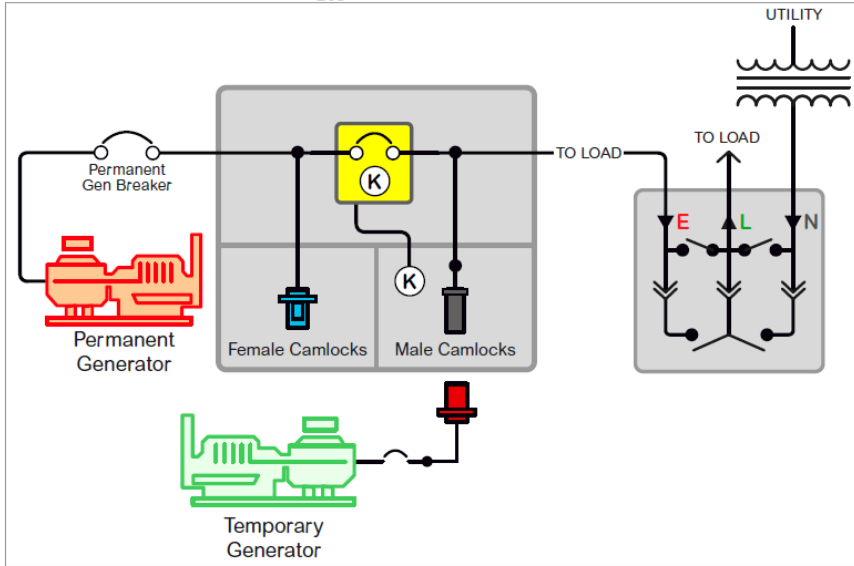 UTILITY
TO LOAD
TO LOAD
Permanent
Gen Breaker
K
E
L
N
K
Permanent
Generator
Female Camlocks
Male Camlocks
Temporary
Generator